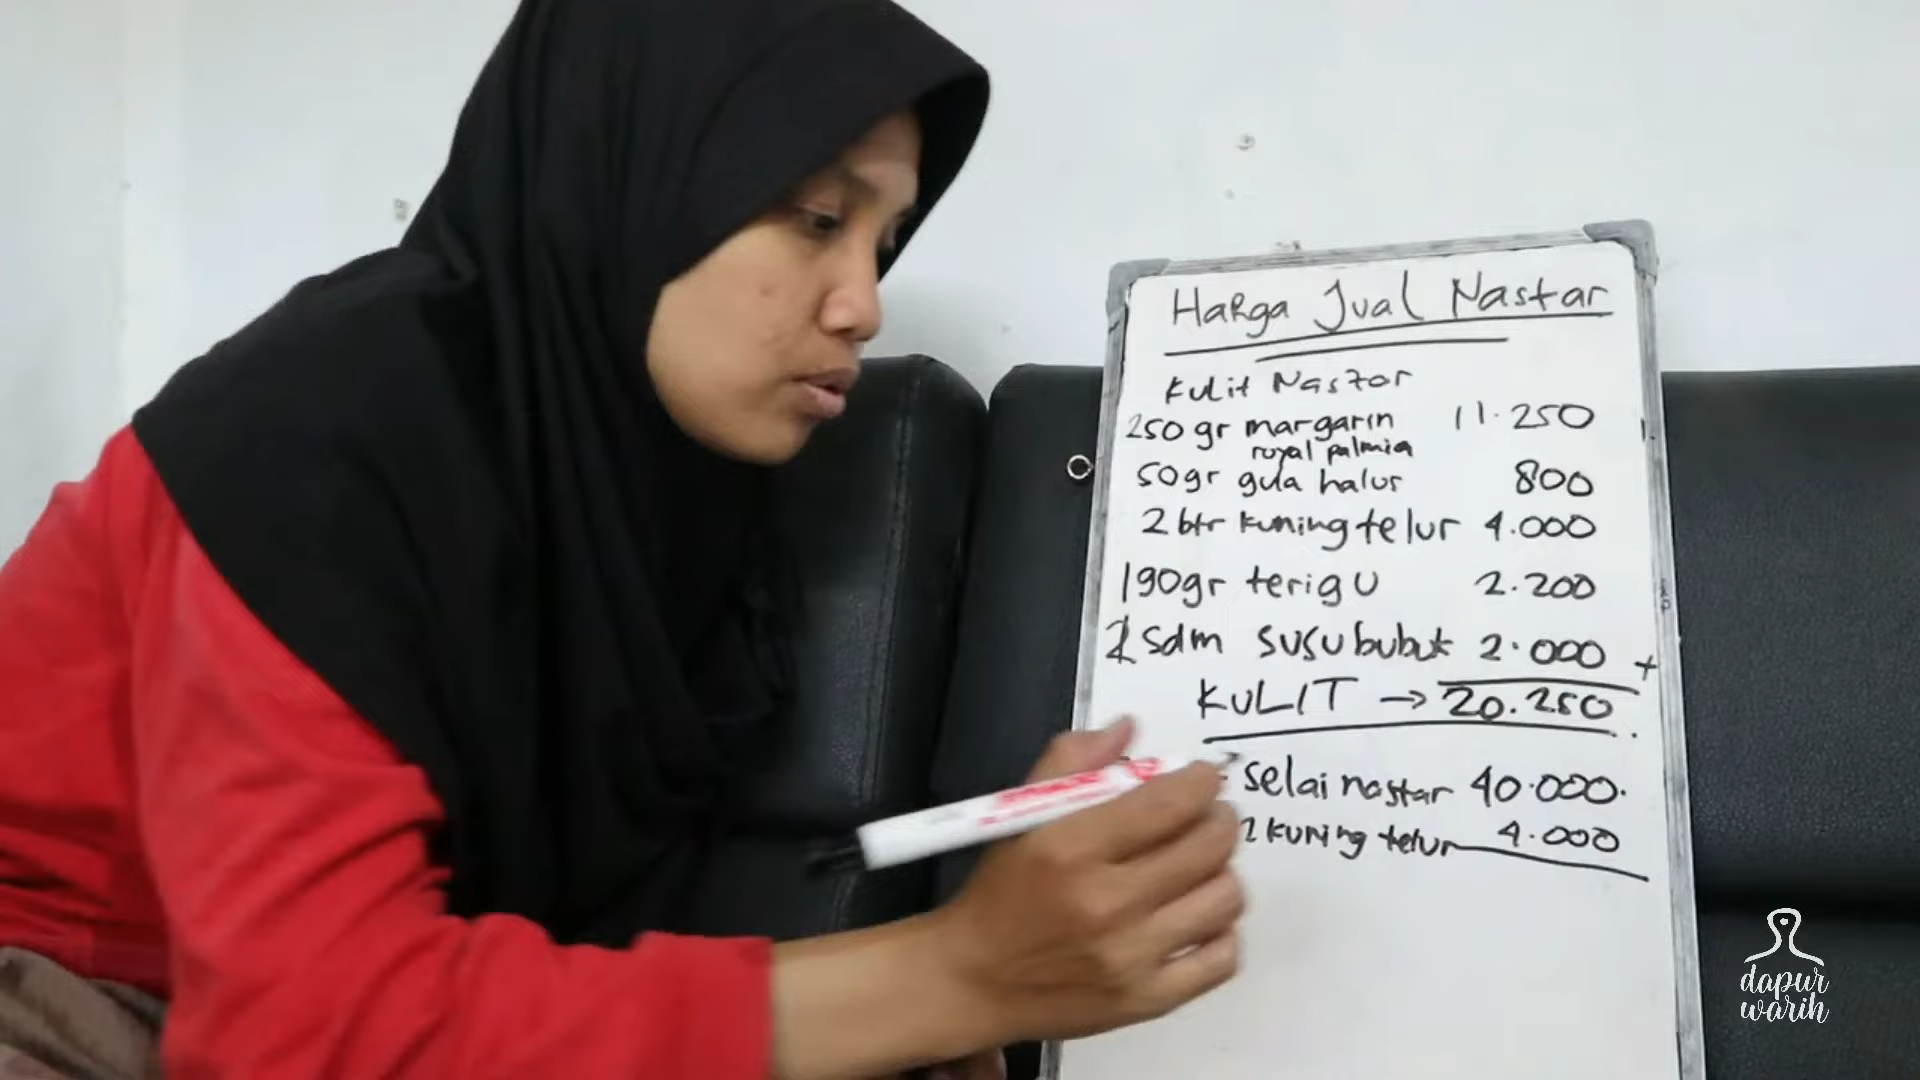 Harga Jual Nastar
Kulit Nastar
250 gr margarin 11.250
royal palmia
50gr gula halus 800
2 btr kuning telur 4.000
190gr terigu 2.200
2 sdm susu bubuk 2.000 +
KULIT → 20.250
selai nastar 40.000.
2 kuning telur 4.000
dapur
warih